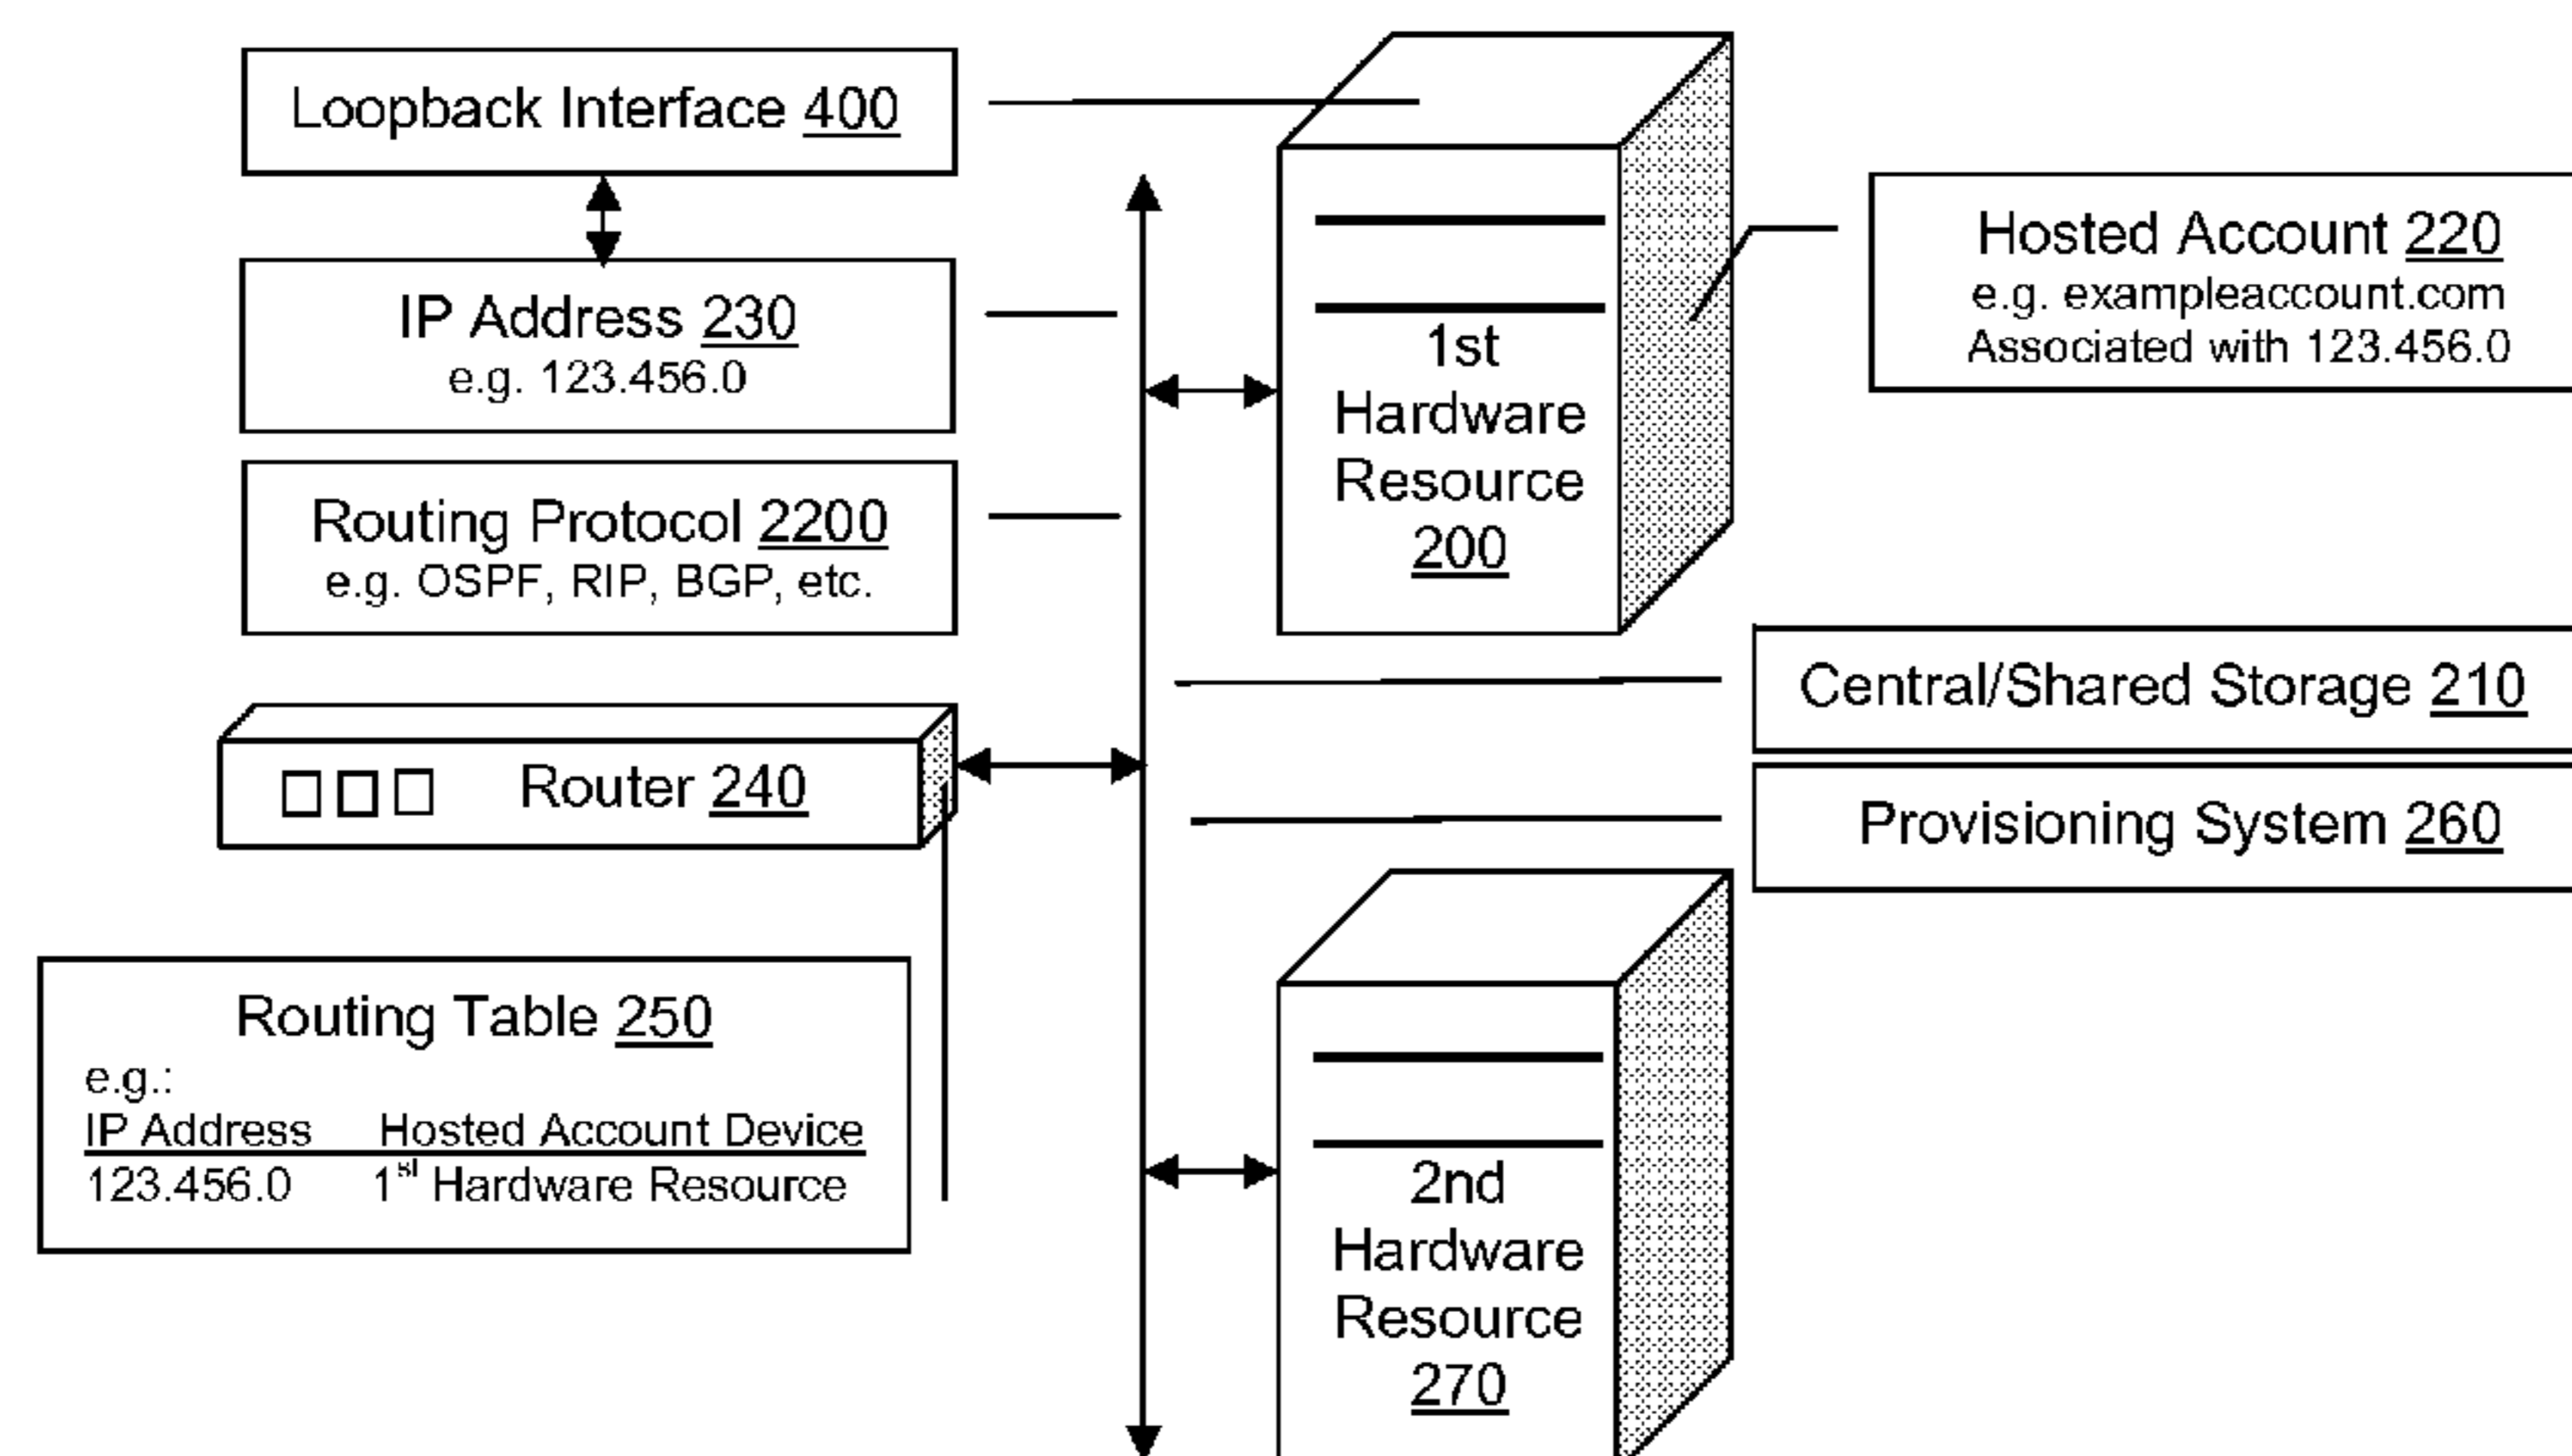 Loopback Interface 400
IP Address 230
e.g. 123.456.0
Routing Protocol 2200
e.g. OSPF, RIP, BGP, etc.
Router 240
Routing Table 250
e.g.:
IP Address Hosted Account Device
123.456.0 1st Hardware Resource
1st
Hardware
Resource
200
Hosted Account 220
e.g. exampleaccount.com
Associated with 123.456.0
Central/Shared Storage 210
Provisioning System 260
2nd
Hardware
Resource
270